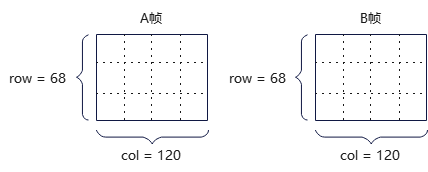 A帧
B帧
row = 68
row = 68
col = 120
col = 120